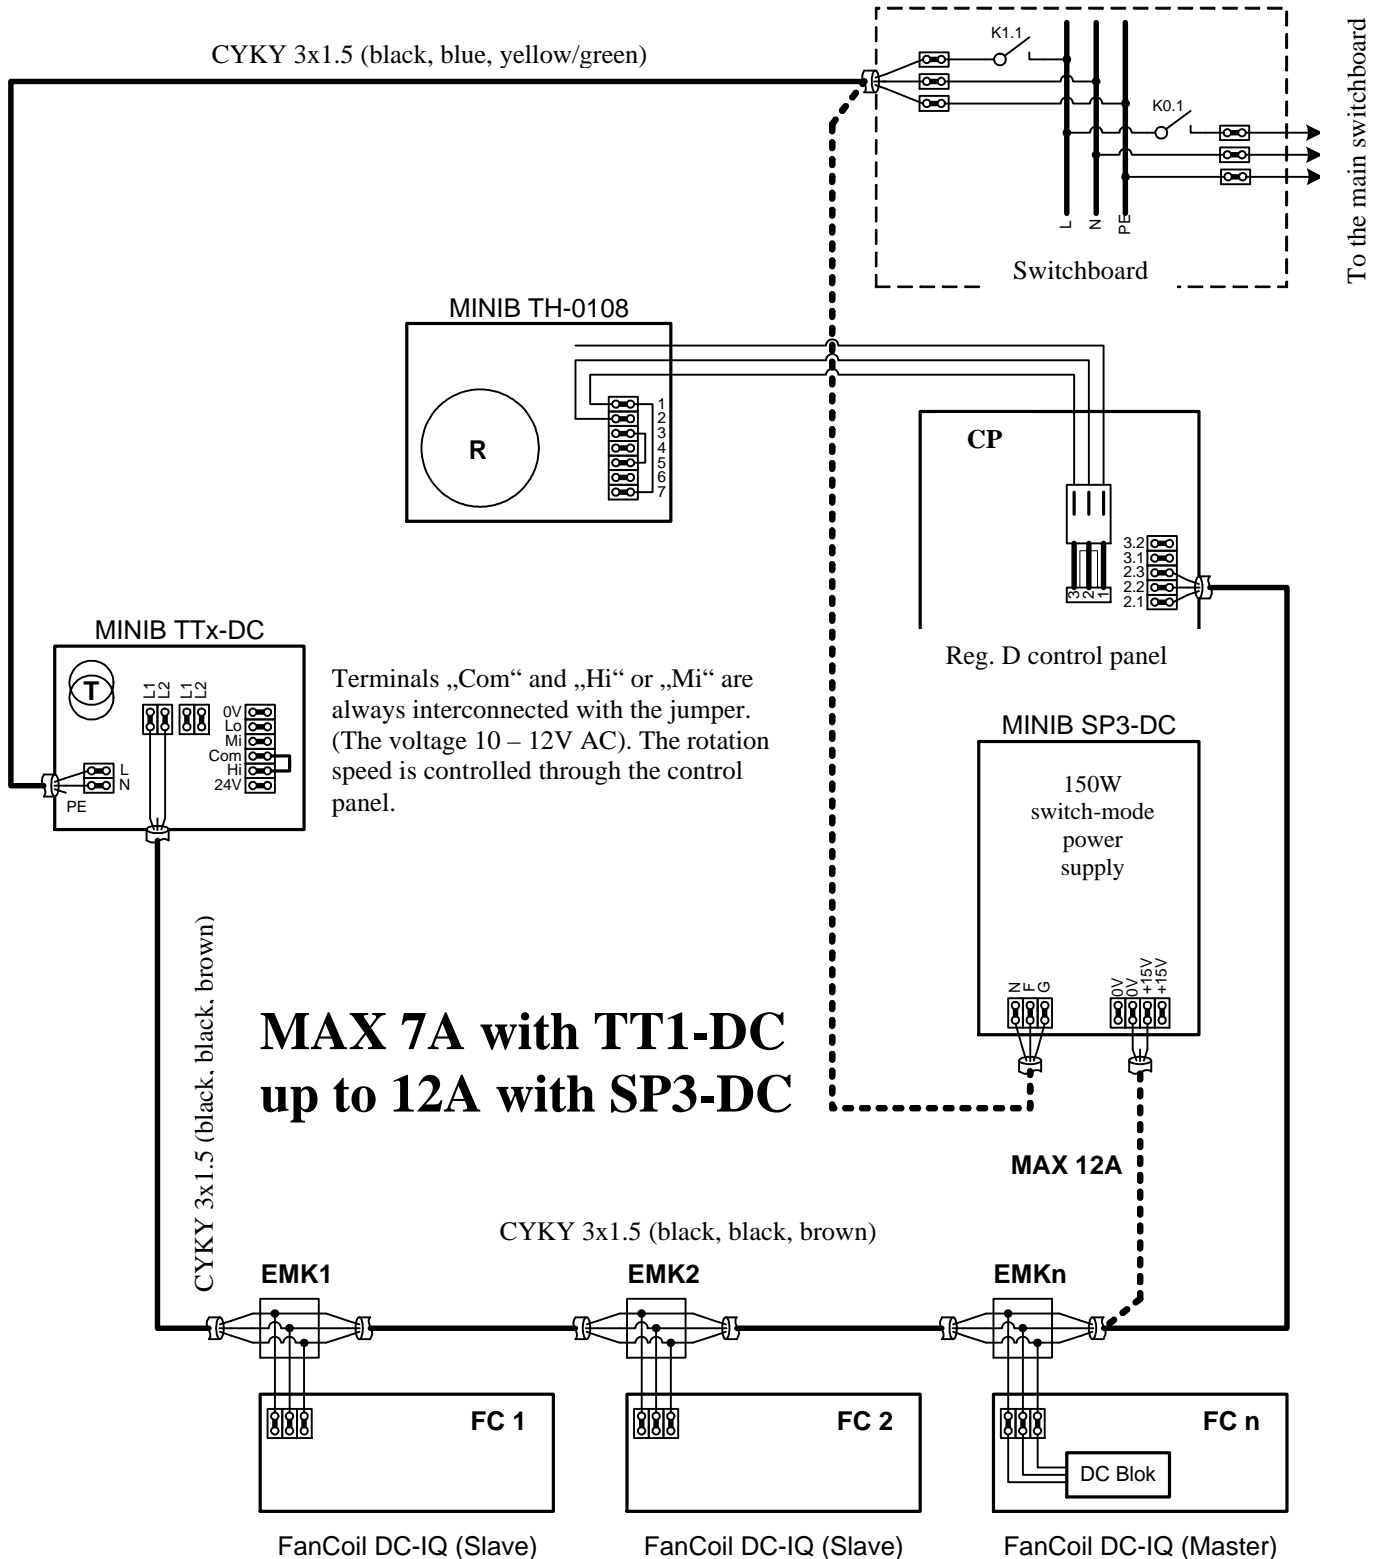 CYKY 3x1.5 (black, blue, yellow/green)
K1.1
K0.1
L
N
PE
Switchboard
To the main switchboard
MINIB TH-0108
R
1
2
3
4
5
6
7
CP
3.2
3.1
2.3
2.2
2.1
3
2
1
Reg. D control panel
MINIB TTx-DC
T
L1
L2
L1
L2
0V
Lo
Mi
Com
Hi
24V
L
N
PE
Terminals „Com“ and „Hi“ or „Mi“ are
always interconnected with the jumper.
(The voltage 10 – 12V AC). The rotation
speed is controlled through the control
panel.
MINIB SP3-DC
150W
switch-mode
power
supply
N
F
G
0V
0V
+15V
+15V
CYKY 3x1.5 (black, black, brown)
MAX 7A with TT1-DC
up to 12A with SP3-DC
MAX 12A
CYKY 3x1.5 (black, black, brown)
EMK1
EMK2
EMKn
FC 1
FC 2
FC n
DC Blok
FanCoil DC-IQ (Slave)
FanCoil DC-IQ (Slave)
FanCoil DC-IQ (Master)